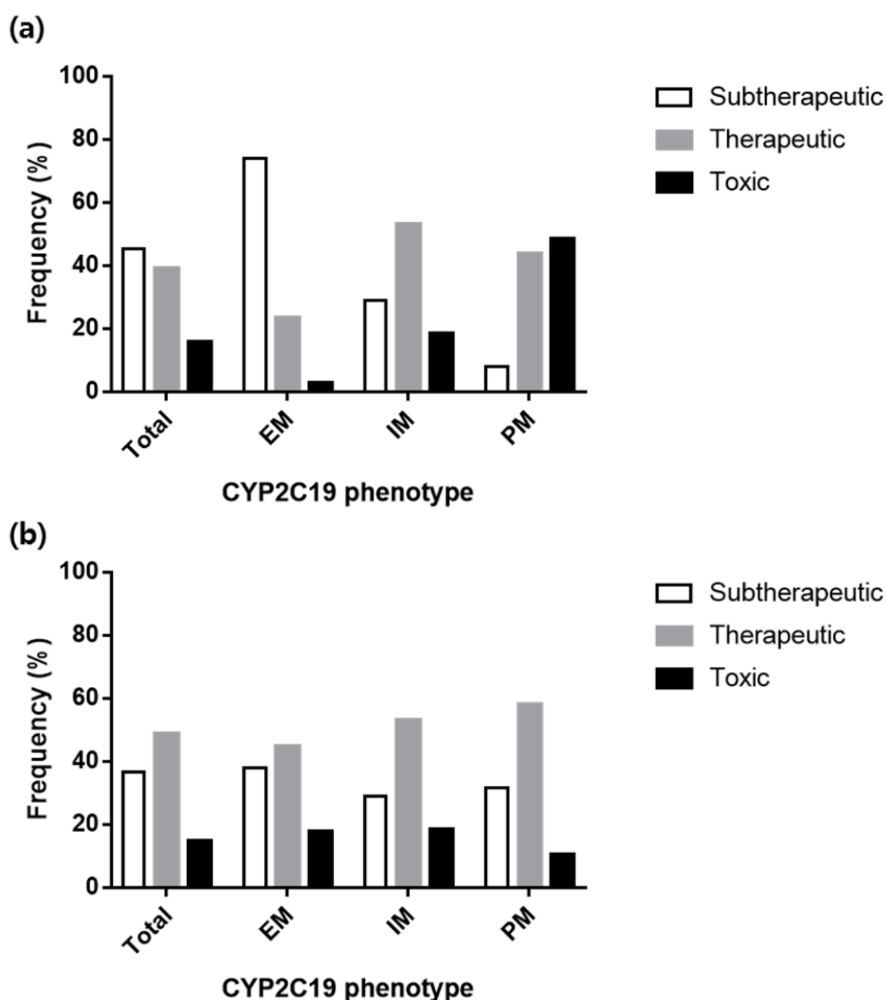 (a)
100
80
60
40
20
0
Frequency (%)
Total
EM
IM
PM
CYP2C19 phenotype
Subtherapeutic
Therapeutic
Toxic
(b)
100
80
60
40
20
0
Frequency (%)
Total
EM
IM
PM
CYP2C19 phenotype
Subtherapeutic
Therapeutic
Toxic